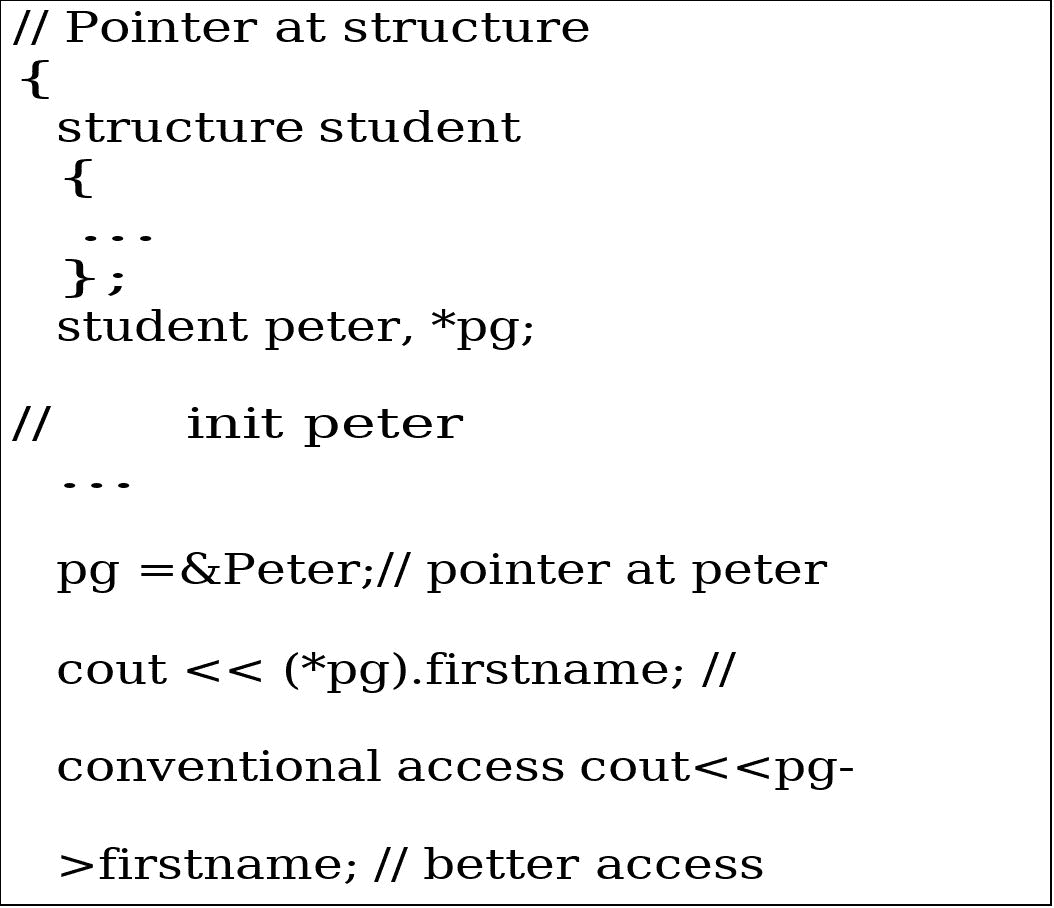 // Pointer at structure
{
structure student
{
...
};
student peter, *pg;
// init peter
...
pg =&Peter;// pointer at peter
cout << (*pg).firstname; //
conventional access cout<<pg-
>firstname; // better access